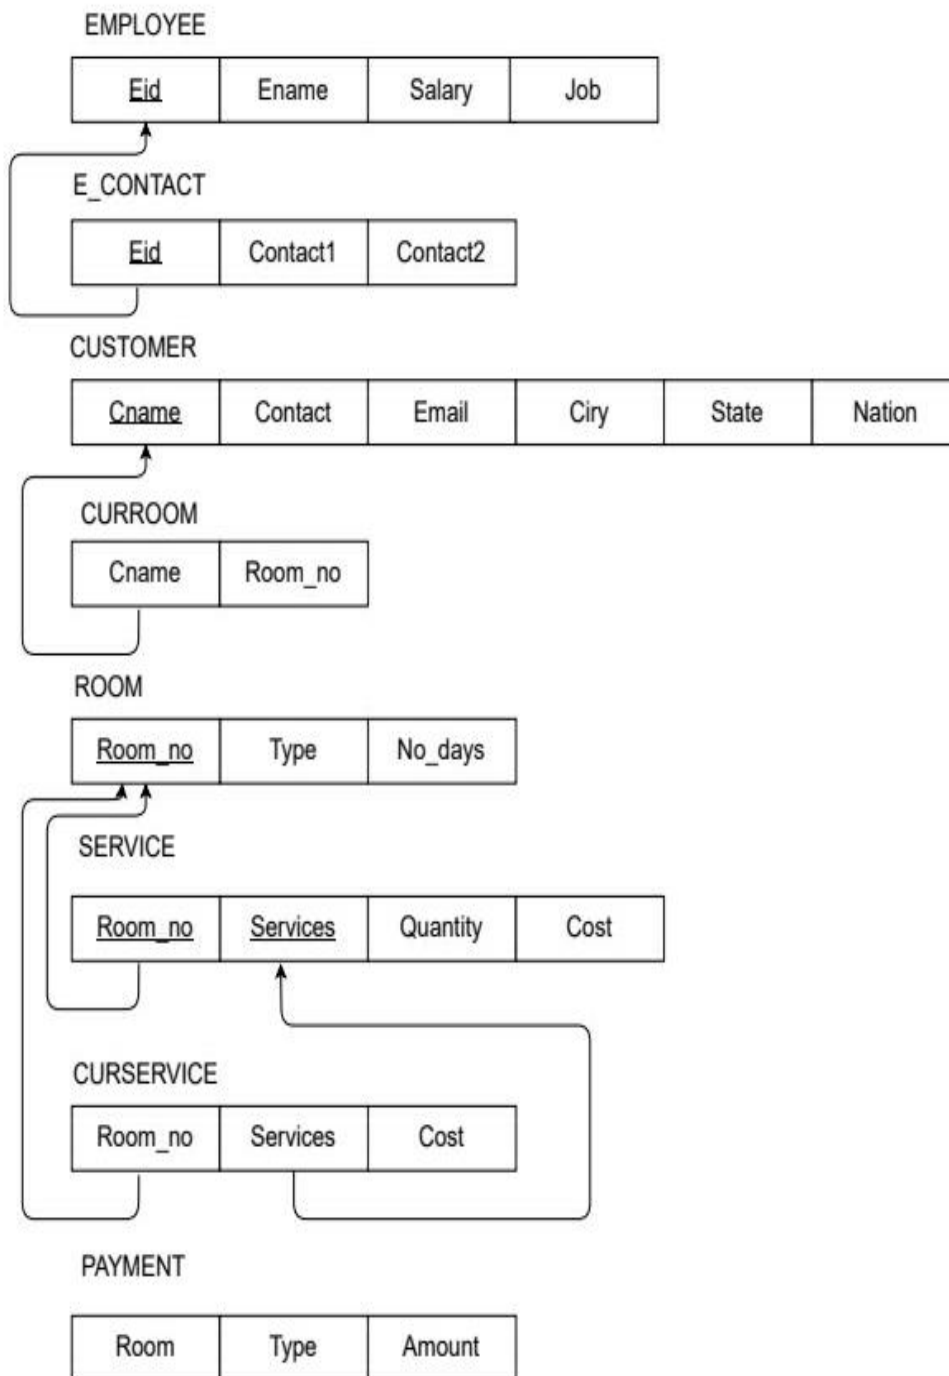 EMPLOYEE
Eid Ename Salary Job
E_CONTACT
Eid Contact1 Contact2
CUSTOMER
Cname Contact Email Ciry State Nation
CURROOM
Cname Room_no
ROOM
Room_no Type No_days
SERVICE
Room_no Services Quantity Cost
CURSERVICE
Room_no Services Cost
PAYMENT
Room Type Amount